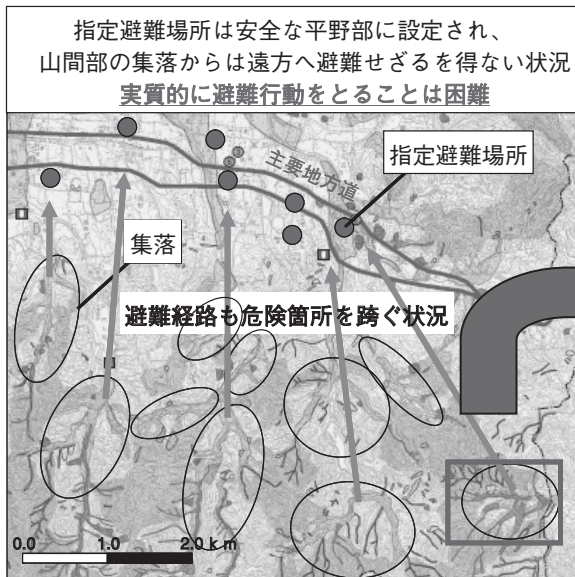 指定避難場所は安全な平野部に設定され、
山間部の集落からは遠方へ避難せざるを得ない状況
実質的に避難行動をとることは困難
主要地方道
指定避難場所
集落
避難経路も危険箇所を跨ぐ状況
0.0 1.0 2.0 km